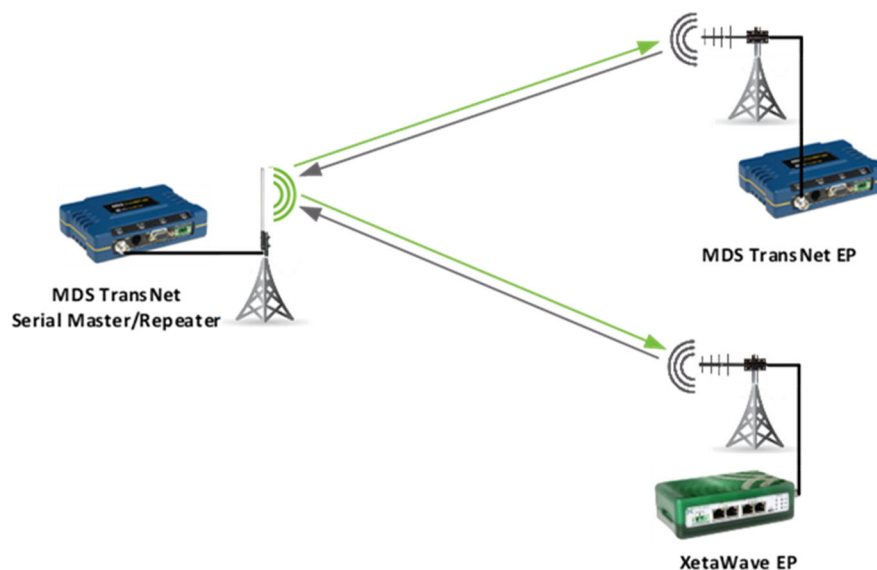 MDS TransNet
Serial Master/Repeater
MDS TransNet EP
XetaWave EP